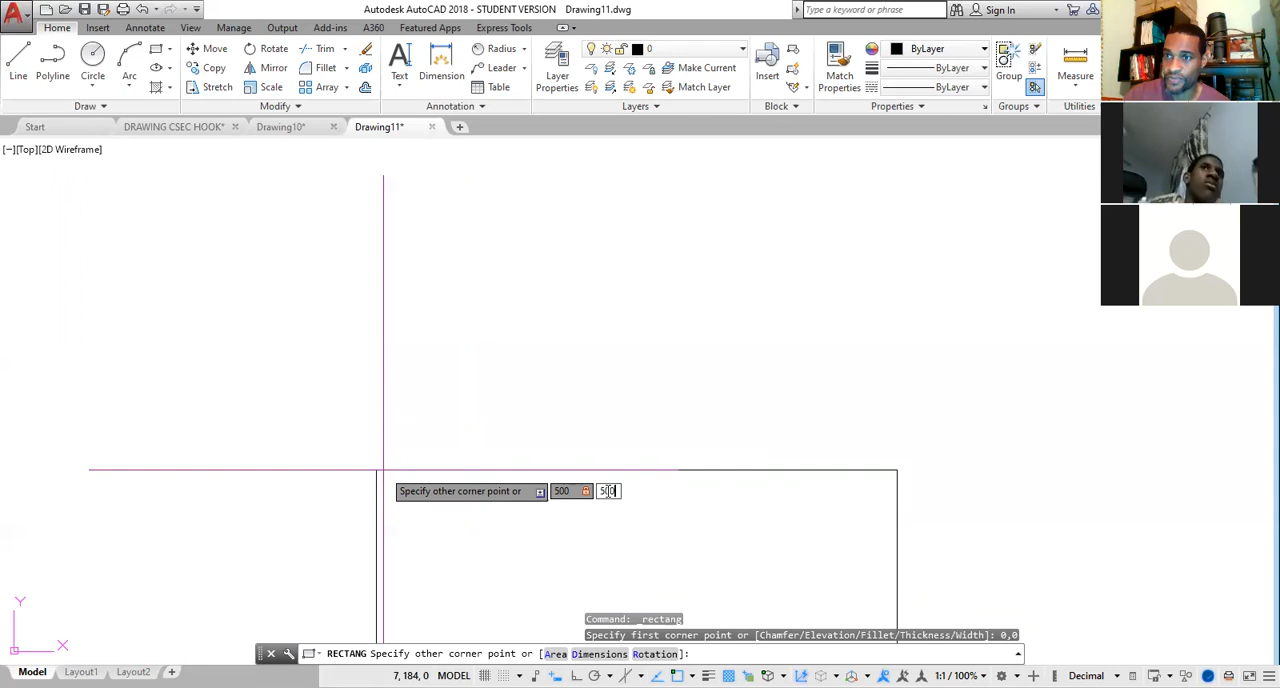 Autodesk AutoCAD 2018 - STUDENT VERSION Drawing11.dwg
Type a keyword or phrase
Sign In
Home Insert Annotate View Manage Output Add-ins A360 Featured Apps Express Tools
Line Polyline Circle Arc
Move Rotate Trim
Copy Mirror Fillet
Stretch Scale Array
Text Dimension
Radius
Leader
Table
Layer Properties
0
Make Current
Match Layer
Insert
Match Properties
ByLayer
ByLayer
ByLayer
Group
Measure
Draw Modify Annotation Layers Block Properties Groups Utilities
Start DRAWING CSEC HOOK* Drawing10* Drawing11*
[−][Top][2D Wireframe]
Specify other corner point or 500 500
Y
X
Command: _rectang
Specify first corner point or [Chamfer/Elevation/Fillet/Thickness/Width]: 0,0
RECTANG Specify other corner point or [Area Dimensions Rotation]:
Model Layout1 Layout2
7, 184, 0 MODEL 1:1 / 100% Decimal